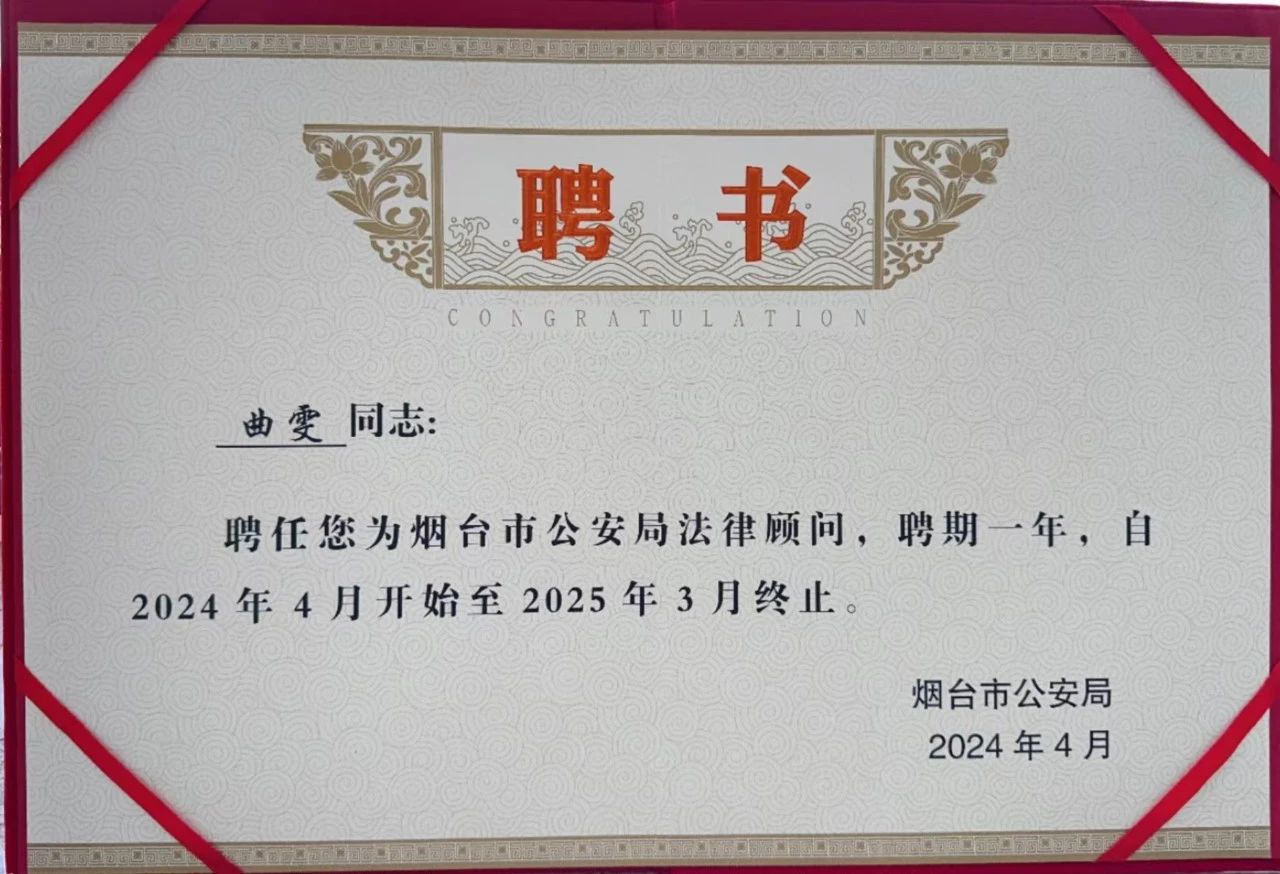 聘书
CONGRATULATION
曲雯同志:
聘任您为烟台市公安局法律顾问，聘期一年，自
2024年4月开始至2025年3月终止。
烟台市公安局
2024年4月